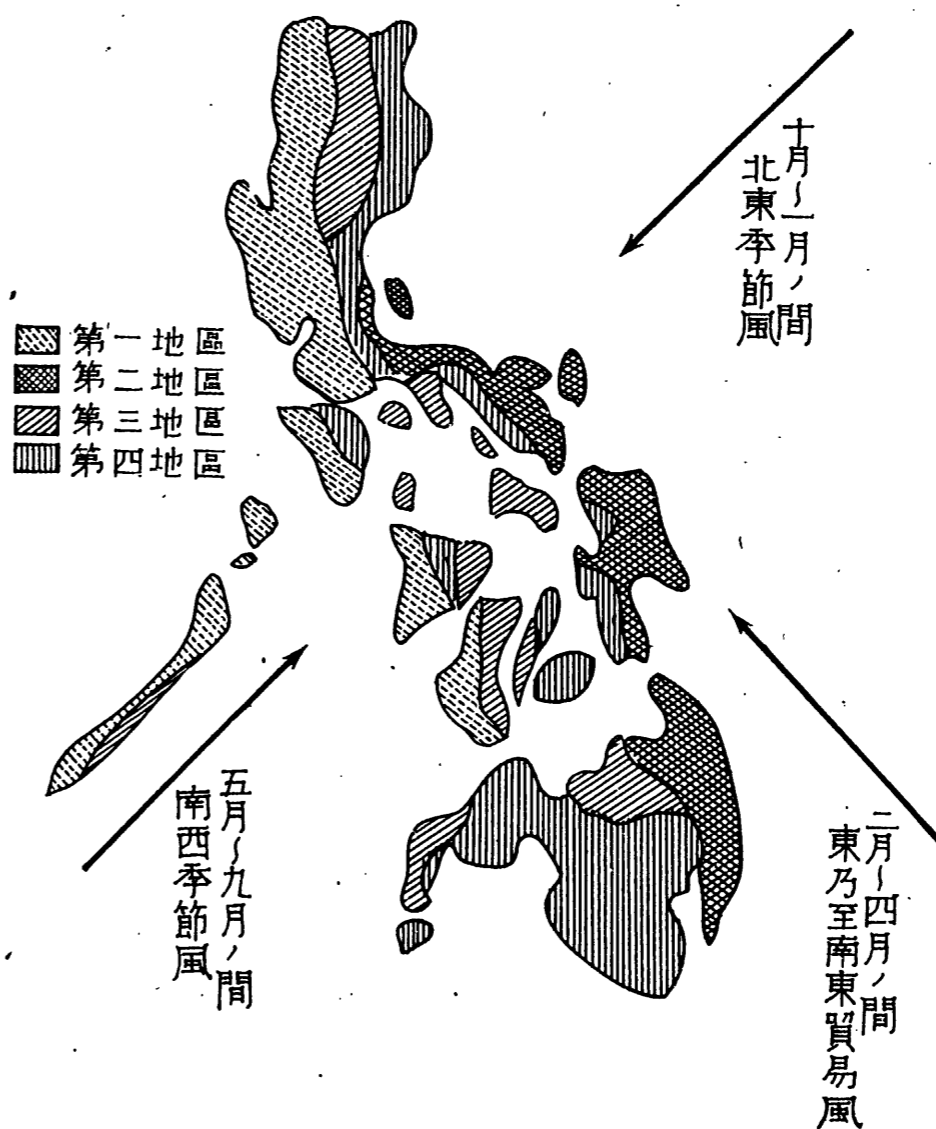 十月～一月ノ間
北東季節風
第一地區
第二地區
第三地區
第四地區
五月～九月ノ間
南西季節風
二月～四月ノ間
東乃至南東貿易風